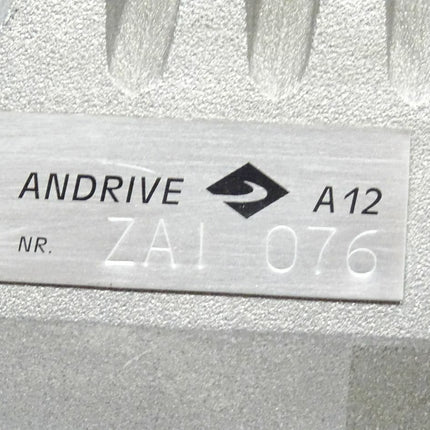 ANDRIVE A12
NR. ZA1 076